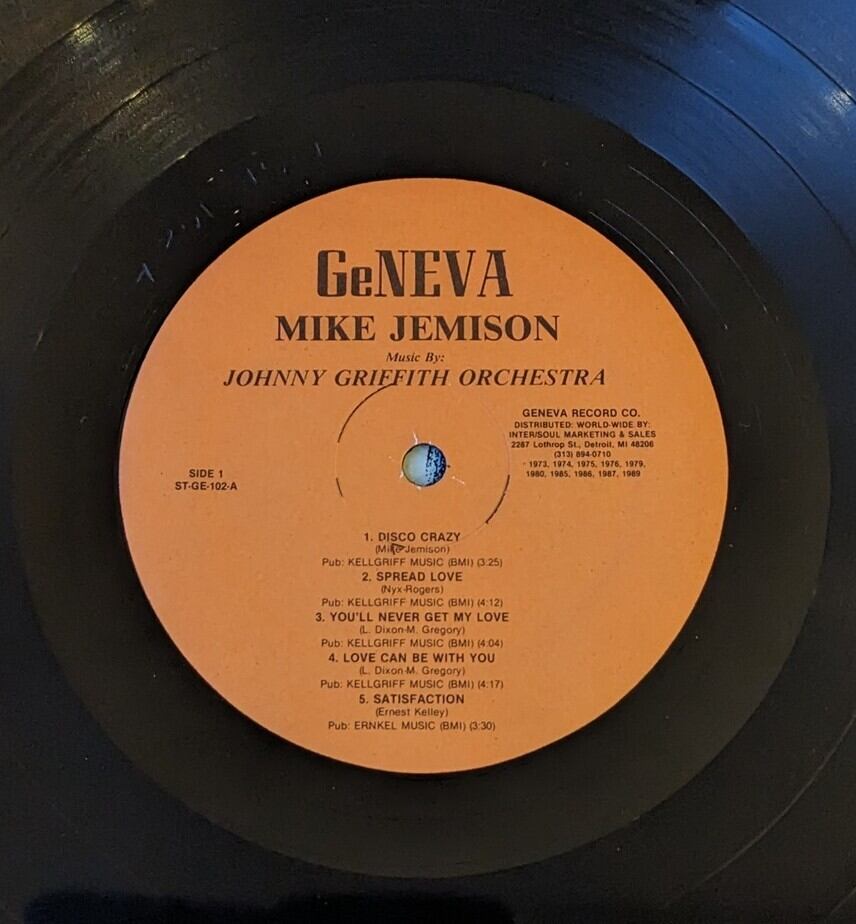 GeNEVA
MIKE JEMISON
Music By:
JOHNNY GRIFFITH ORCHESTRA
GENEVA RECORD CO.
DISTRIBUTED: WORLD-WIDE BY:
INTER/SOUL MARKETING & SALES
2287 Lothrop St., Detroit, MI 48206
(313) 894-0710
1973, 1974, 1975, 1976, 1979,
1980, 1985, 1986, 1987, 1989
SIDE 1
ST-GE-102-A
1. DISCO CRAZY
(Mike Jemison)
Pub: KELLGRIFF MUSIC (BMI) (3:25)
2. SPREAD LOVE
(Nyx-Rogers)
Pub: KELLGRIFF MUSIC (BMI) (4:12)
3. YOU'LL NEVER GET MY LOVE
(L. Dixon-M. Gregory)
Pub: KELLGRIFF MUSIC (BMI) (4:04)
4. LOVE CAN BE WITH YOU
(L. Dixon-M. Gregory)
Pub: KELLGRIFF MUSIC (BMI) (4:17)
5. SATISFACTION
(Ernest Kelley)
Pub: ERNKEL MUSIC (BMI) (3:30)